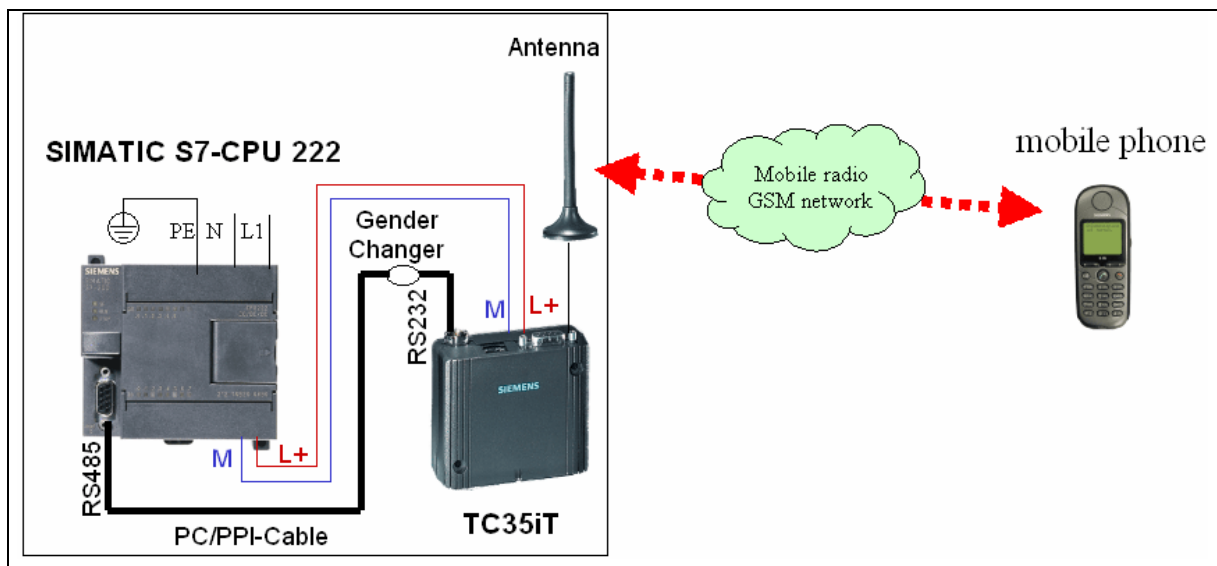 Antenna
SIMATIC S7-CPU 222
PE N L1
SIEMENS
Gender
Changer
RS232
M
L+
SIEMENS
RS485
M
L+
PC/PPI-Cable
TC35iT
Mobile radio
GSM network
mobile phone